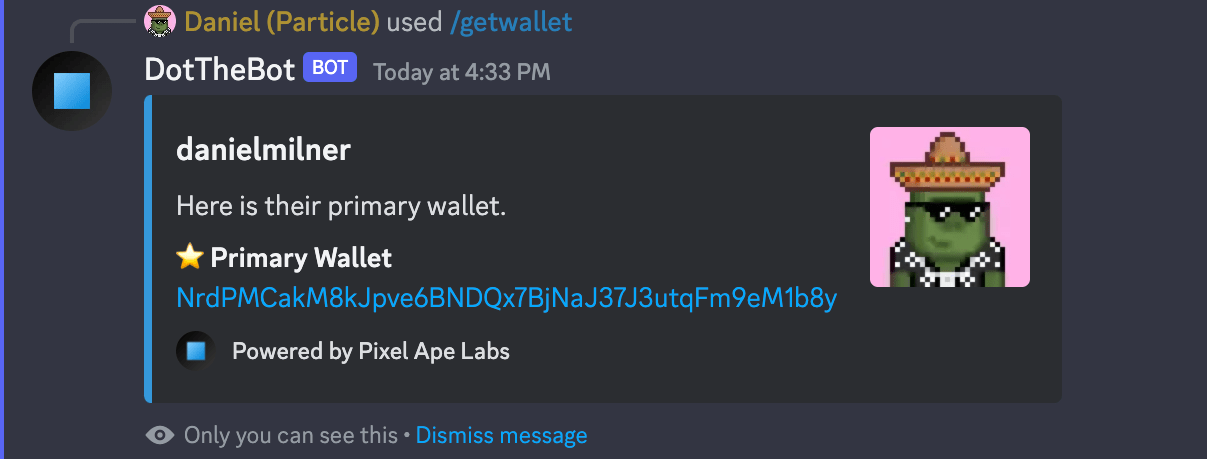 Daniel (Particle) used /getwallet
DotTheBot BOT Today at 4:33 PM
danielmilner
Here is their primary wallet.
⭐ Primary Wallet
NrdPMCakM8kJpve6BNDQx7BjNaJ37J3utqFm9eM1b8y
Powered by Pixel Ape Labs
Only you can see this • Dismiss message